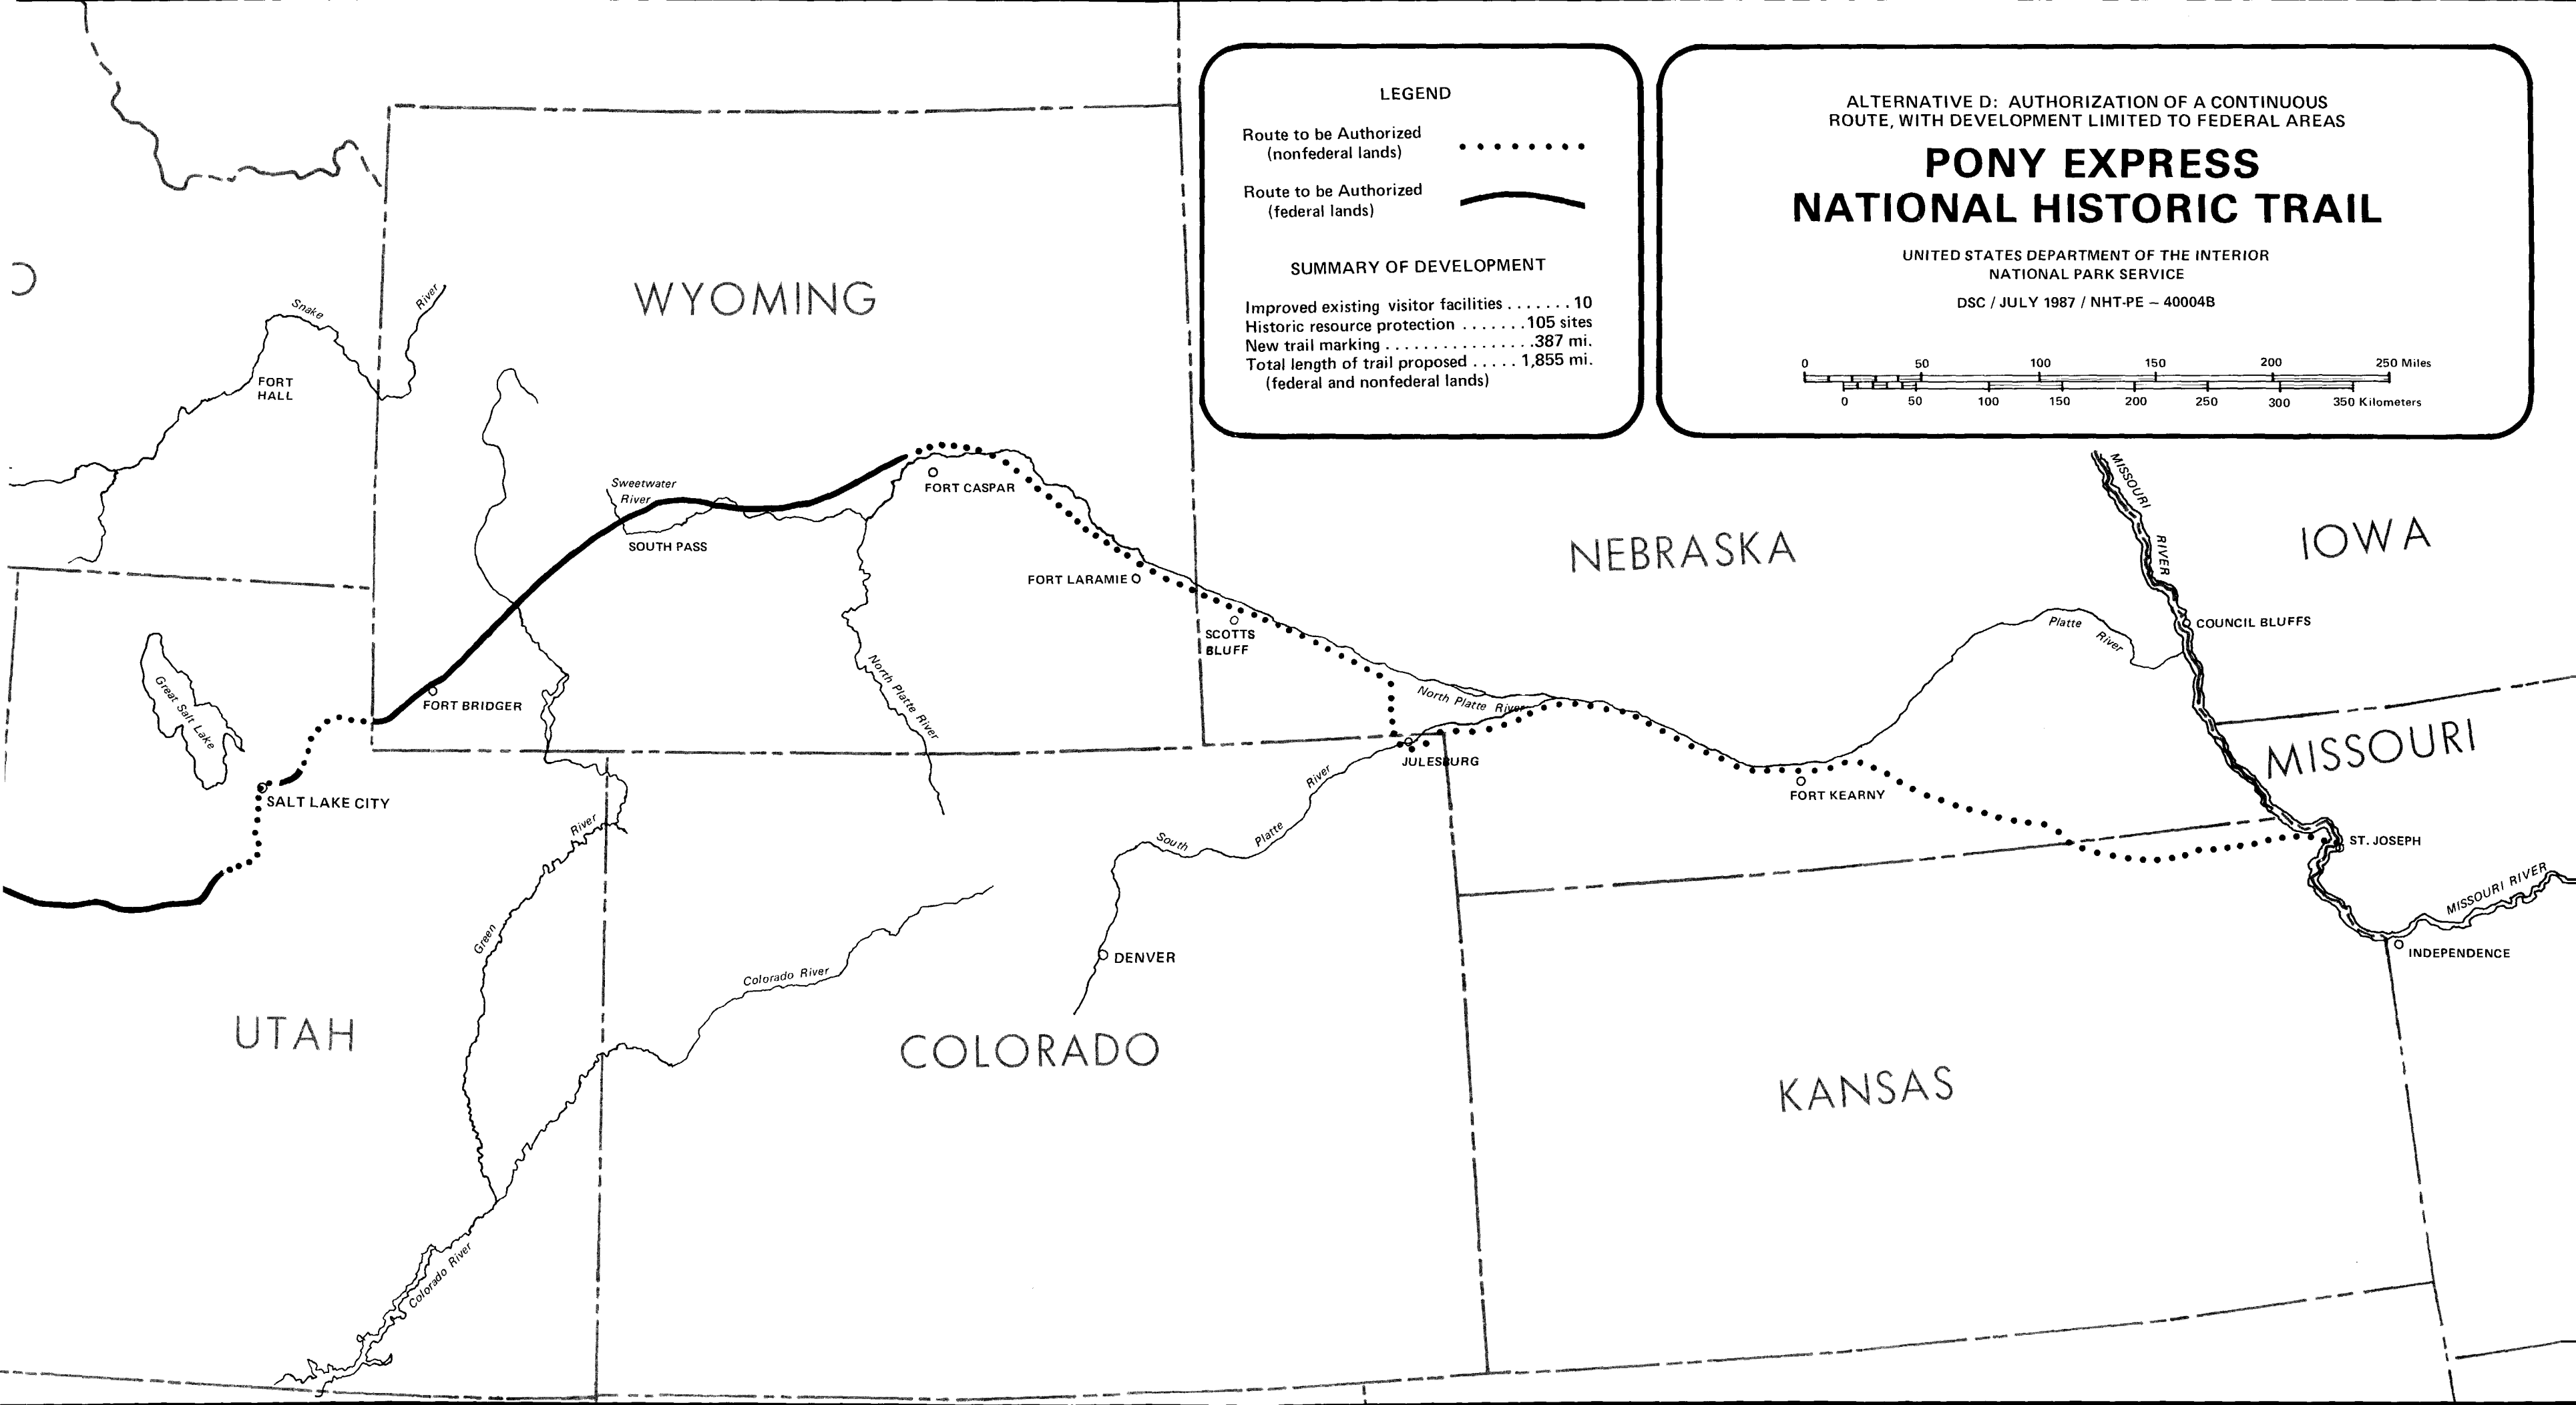 LEGEND
Route to be Authorized
(nonfederal lands)
Route to be Authorized
(federal lands)
SUMMARY OF DEVELOPMENT
Improved existing visitor facilities . . . . . . . 10
Historic resource protection . . . . . . . 105 sites
New trail marking . . . . . . . . . . . . . . . . .387 mi.
Total length of trail proposed . . . . . 1,855 mi.
(federal and nonfederal lands)
ALTERNATIVE D: AUTHORIZATION OF A CONTINUOUS
ROUTE, WITH DEVELOPMENT LIMITED TO FEDERAL AREAS
PONY EXPRESS
NATIONAL HISTORIC TRAIL
UNITED STATES DEPARTMENT OF THE INTERIOR
NATIONAL PARK SERVICE
DSC / JULY 1987 / NHT-PE – 40004B
0 50 100 150 200 250 Miles
0 50 100 150 200 250 300 350 Kilometers
O
WYOMING
Snake
River
FORT
HALL
Sweetwater
River
SOUTH PASS
FORT CASPAR
FORT LARAMIE
SCOTTS
BLUFF
NEBRASKA
IOWA
MISSOURI
RIVER
COUNCIL BLUFFS
Platte
River
Great Salt Lake
FORT BRIDGER
North Platte River
North Platte River
MISSOURI
JULESBURG
SALT LAKE CITY
FORT KEARNY
River
South
Platte
River
ST. JOSEPH
MISSOURI RIVER
INDEPENDENCE
Green
Colorado River
DENVER
UTAH
COLORADO
KANSAS
Colorado River